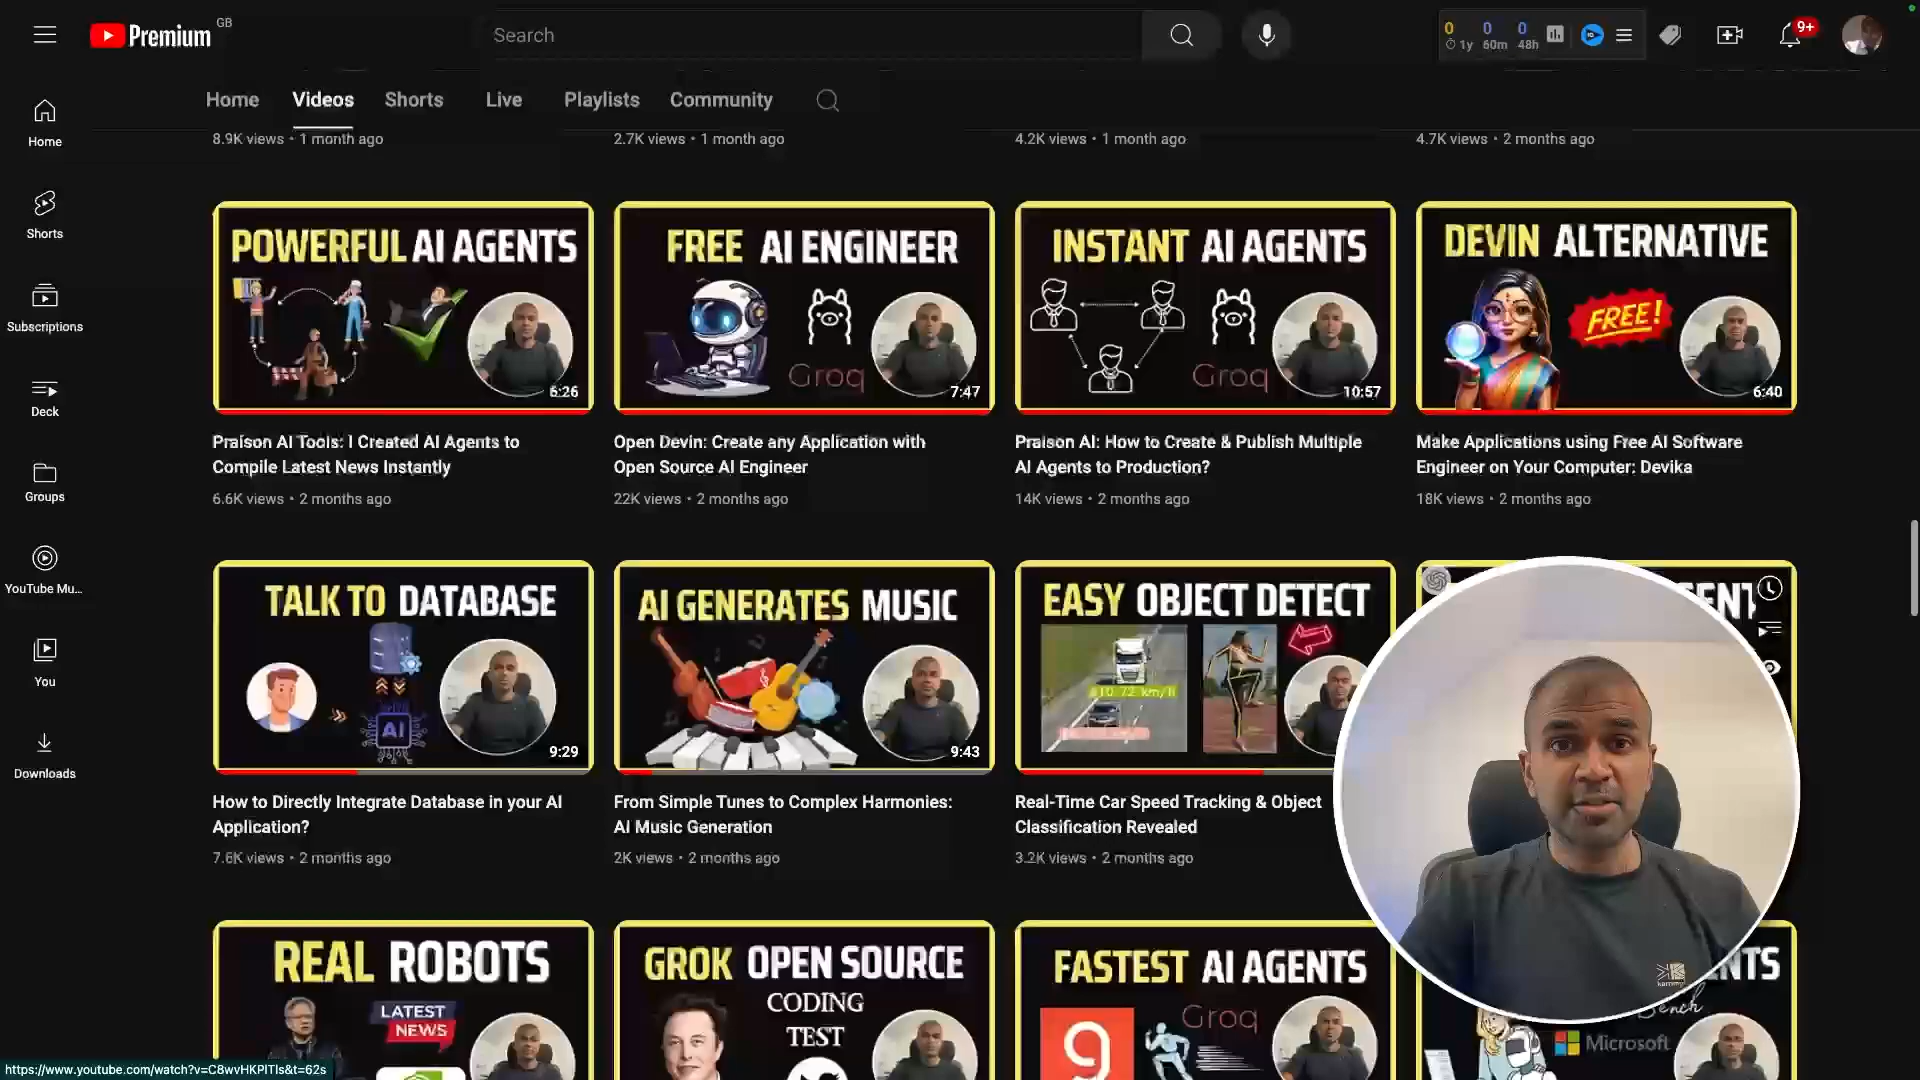 Premium GB
Search
0 0 0
1y 60m 48h
9+
Home Videos Shorts Live Playlists Community
Home
Shorts
Subscriptions
Deck
Groups
YouTube Mu...
You
Downloads
8.9K views • 1 month ago
2.7K views • 1 month ago
4.2K views • 1 month ago
4.7K views • 2 months ago
POWERFUL AI AGENTS
6:26
FREE AI ENGINEER
Groq
7:47
INSTANT AI AGENTS
Groq
10:57
DEVIN ALTERNATIVE
FREE!
6:40
Praison AI Tools: I Created AI Agents to
Compile Latest News Instantly
6.6K views • 2 months ago
Open Devin: Create any Application with
Open Source AI Engineer
22K views • 2 months ago
Praison AI: How to Create & Publish Multiple
AI Agents to Production?
14K views • 2 months ago
Make Applications using Free AI Software
Engineer on Your Computer: Devika
18K views • 2 months ago
TALK TO DATABASE
AI
9:29
AI GENERATES MUSIC
9:43
EASY OBJECT DETECT
How to Directly Integrate Database in your AI
Application?
7.6K views • 2 months ago
From Simple Tunes to Complex Harmonies:
AI Music Generation
2K views • 2 months ago
Real-Time Car Speed Tracking & Object
Classification Revealed
3.2K views • 2 months ago
REAL ROBOTS
LATEST
NEWS
GROK OPEN SOURCE
CODING
TEST
FASTEST AI AGENTS
Groq
Microsoft
https://www.youtube.com/watch?v=C8wvHKPITIs&t=62s